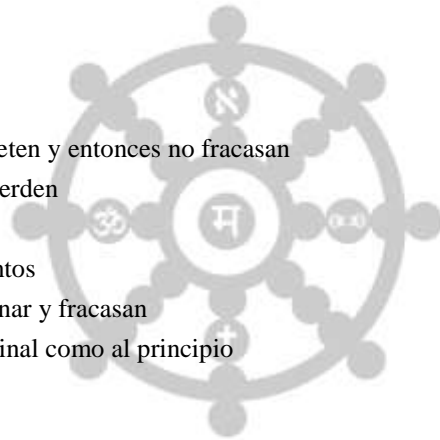 eten y entonces no fracasan
erden
ntos
nar y fracasan
inal como al principio
ॐ
א
म